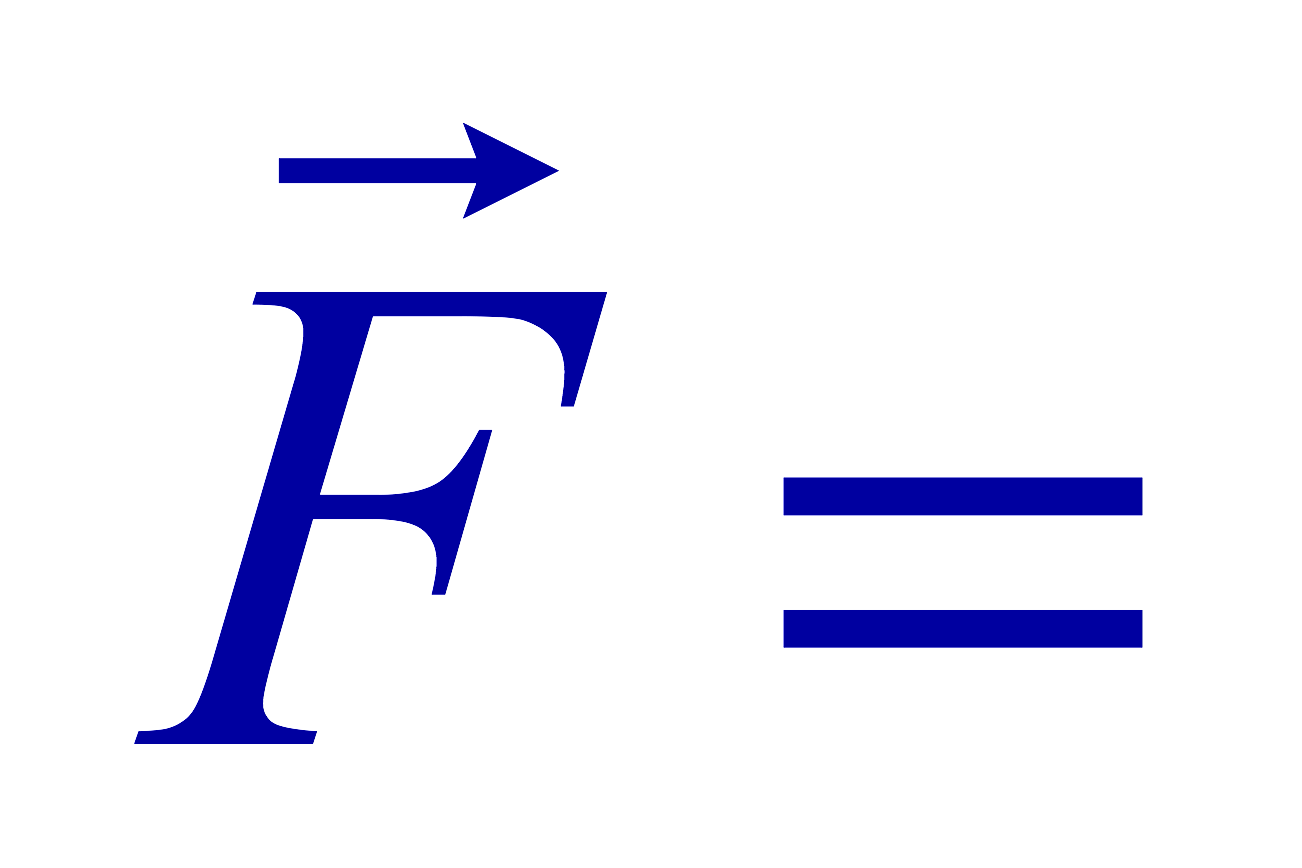 F⃗ =